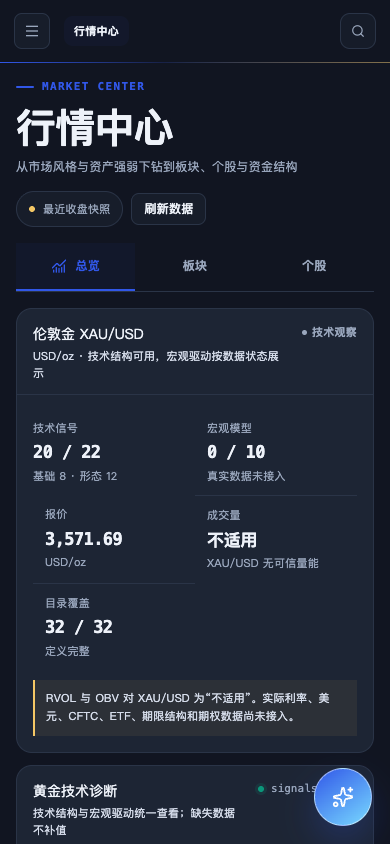 行情中心
MARKET CENTER
行情中心
从市场风格与资产强弱下钻到板块、个股与资金结构
最近收盘快照
刷新数据
总览
板块
个股
伦敦金 XAU/USD
技术观察
USD/oz · 技术结构可用，宏观驱动按数据状态展
示
技术信号
20 / 22
基础 8 · 形态 12
宏观模型
0 / 10
真实数据未接入
报价
3,571.69
USD/oz
成交量
不适用
XAU/USD 无可信量能
目录覆盖
32 / 32
定义完整
RVOL 与 OBV 对 XAU/USD 为“不适用”。实际利率、美
元、CFTC、ETF、期限结构和期权数据尚未接入。
黄金技术诊断
signals
技术结构与宏观驱动统一查看；缺失数据
不补值